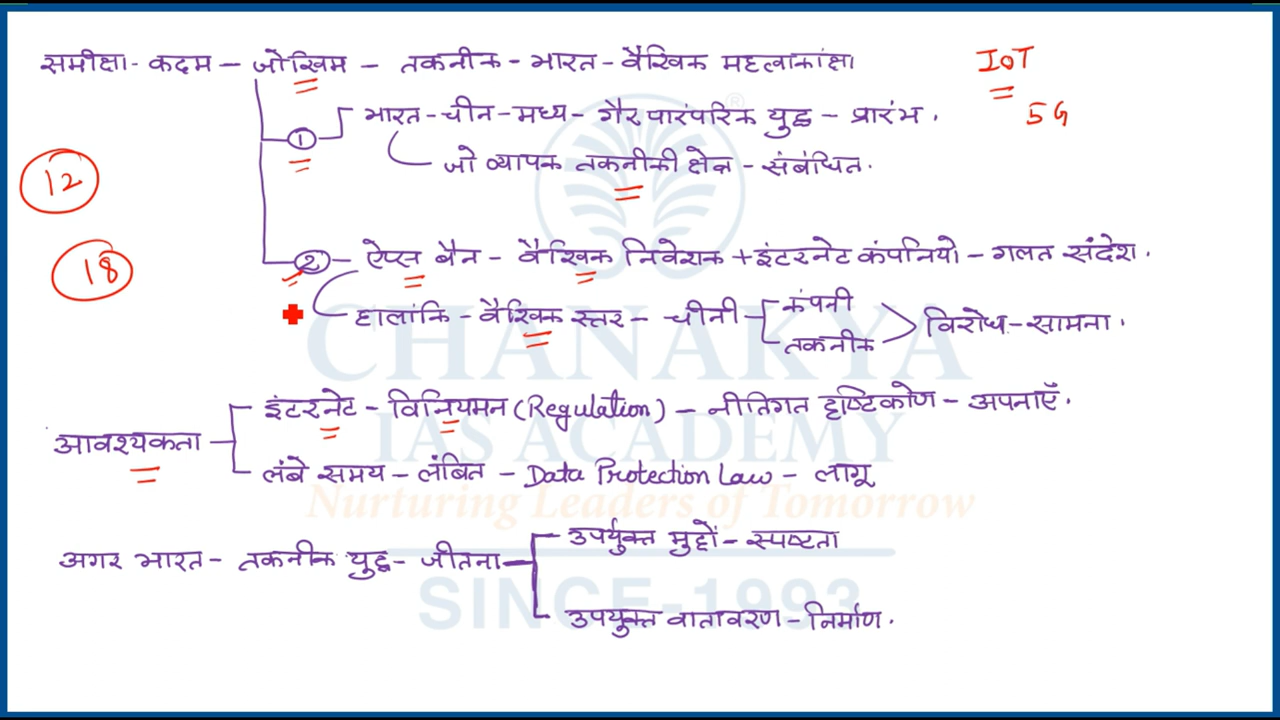 समीक्षा - कदम – जोखिम – तकनीक - भारत - वैश्विक महत्वाकांक्षा
IOT
5G
① भारत-चीन-मध्य-गैर पारंपरिक युद्ध – प्रारंभ.
जो व्यापक तकनीकी क्षेत्र - संबंधित.
12
18
② – ऐप्स बैन - वैश्विक निवेशक + इंटरनेट कंपनियो – गलत संदेश.
हालांकि - वैश्विक स्तर – चीनी कंपनी
तकनीक विरोध - सामना.
आवश्यकता
इंटरनेट - विनियमन (Regulation) – नीतिगत दृष्टिकोण – अपनाएँ.
लंबे समय – लंबित – Data Protection Law – लागू
अगर भारत - तकनीक युद्ध - जीतना
उपर्युक्त मुद्दों - स्पष्टता
उपयुक्त वातावरण – निर्माण.
CHANAKYA
IAS ACADEMY
Nurturing Leaders of Tomorrow
SINCE-1993